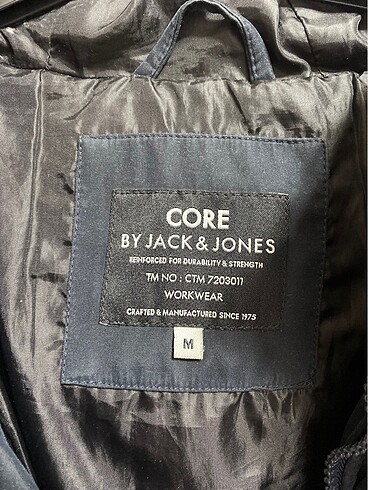 CORE
BY JACK & JONES
REINFORCED FOR DURABILITY & STRENGTH
TM NO : CTM 7203011
WORKWEAR
CRAFTED & MANUFACTURED SINCE 1975
M